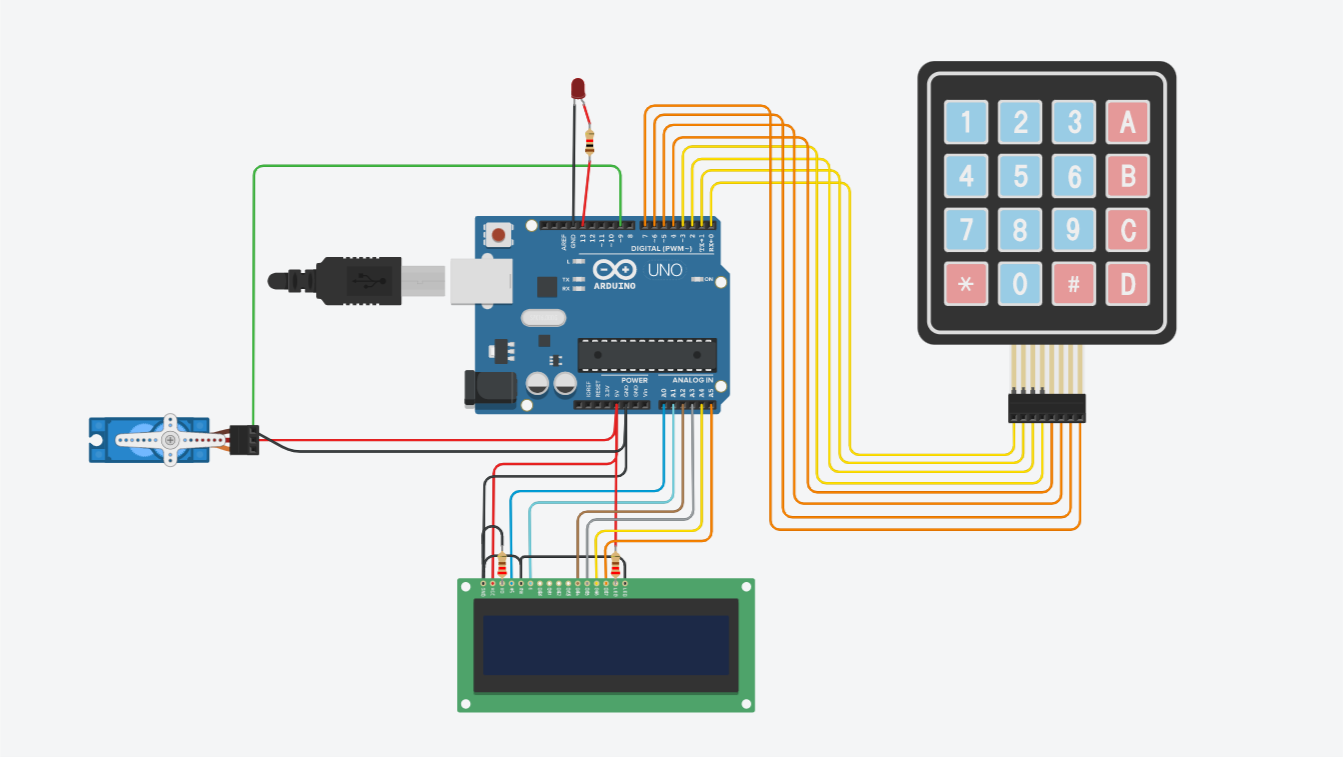 1 2 3 A
4 5 6 B
7 8 9 C
* 0 # D
AREF
GND
13
12
~11
~10
~9
8
7
~6
~5
4
~3
2
TX→1
RX←0
DIGITAL (PWM~)
L
TX
RX
UNO
ARDUINO
ON
POWER
ANALOG IN
IOREF
RESET
3.3V
5V
GND
GND
Vin
A0
A1
A2
A3
A4
A5